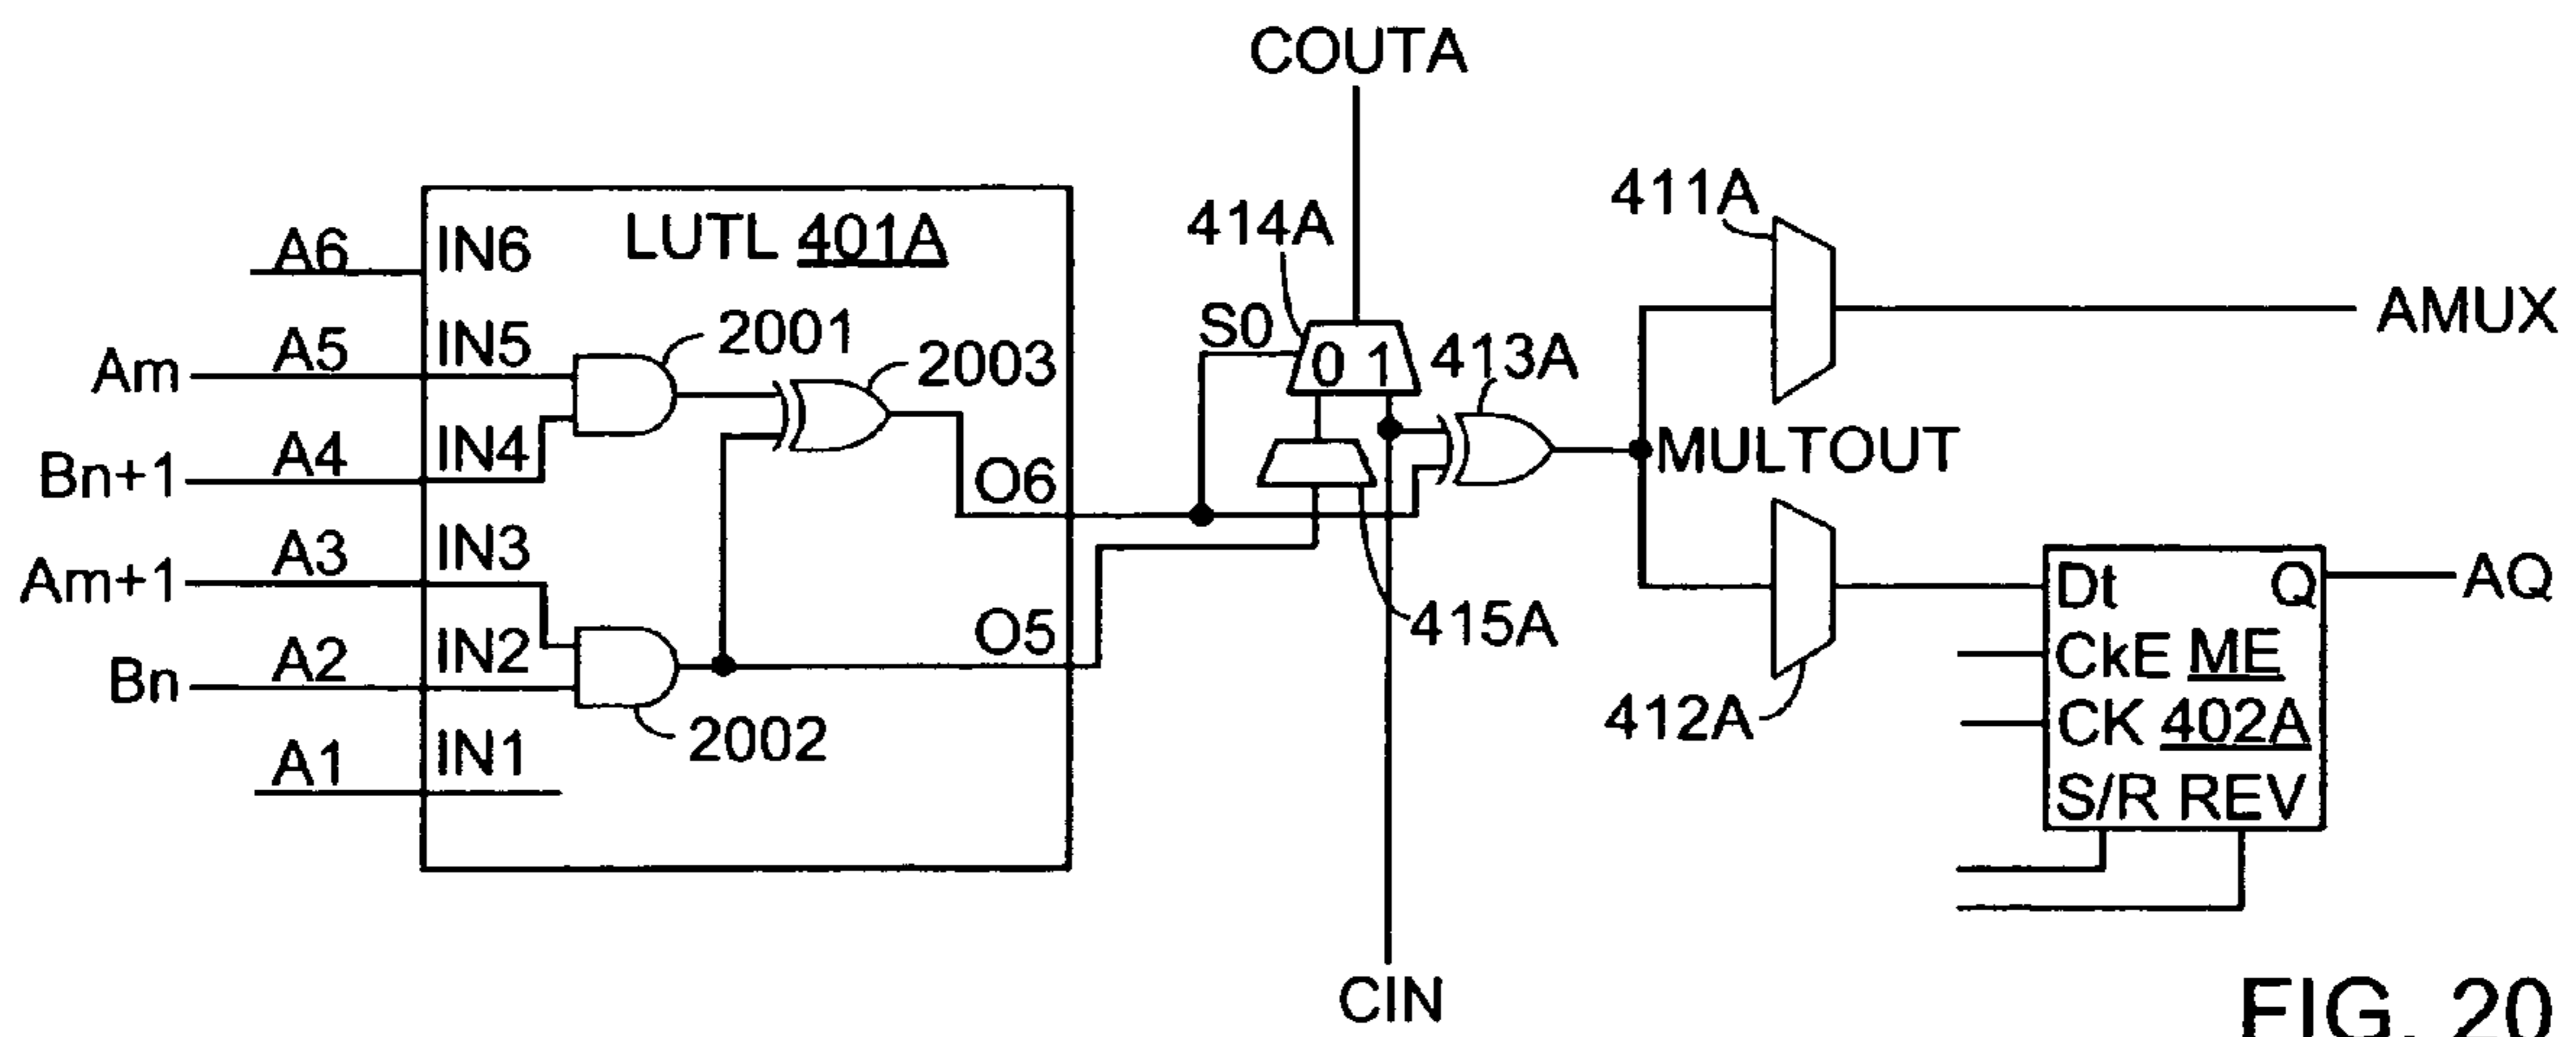 COUTA
LUTL 401A
A6 IN6
Am A5 IN5
Bn+1 A4 IN4
Am+1 A3 IN3
Bn A2 IN2
A1 IN1
2001
2003
2002
O6
O5
414A
S0
0 1
413A
415A
CIN
411A
MULTOUT
412A
AMUX
Dt Q
CkE ME
CK 402A
S/R REV
AQ
FIG. 20